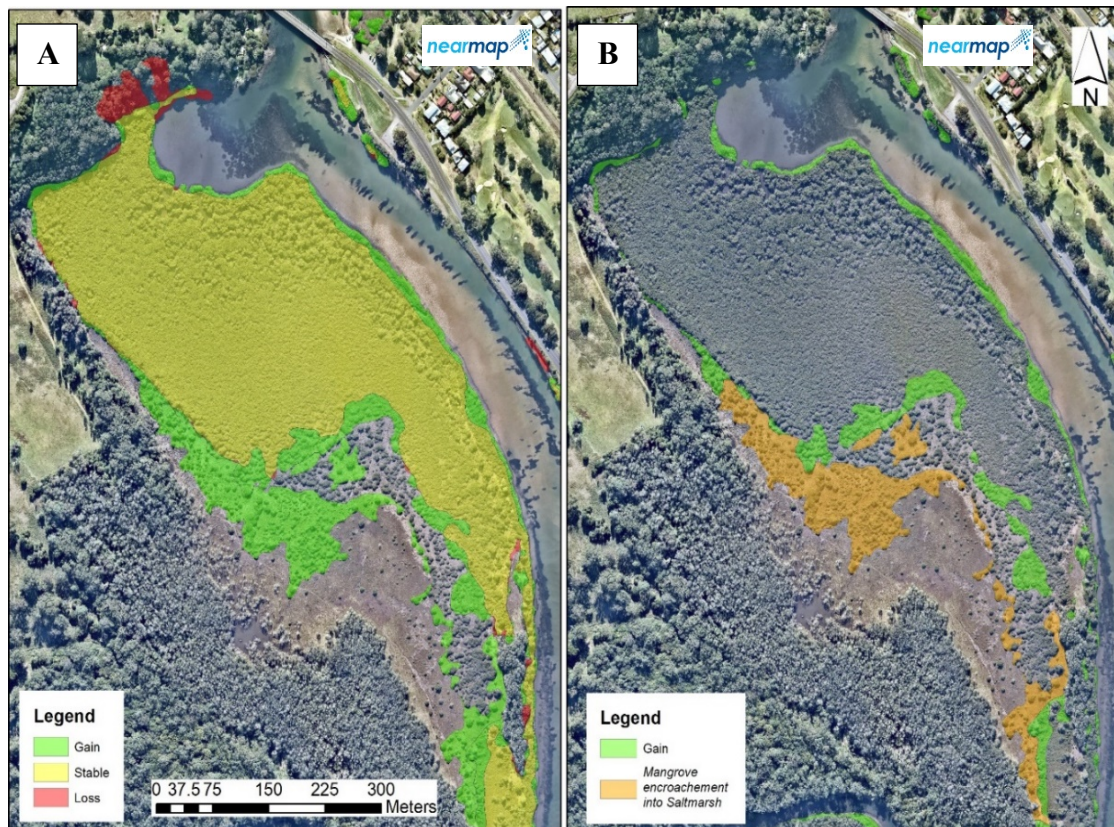 A
nearmap
Legend
Gain
Stable
Loss
0 37.5 75 150 225 300
Meters
B
nearmap
N
Legend
Gain
Mangrove
encroachement
into Saltmarsh